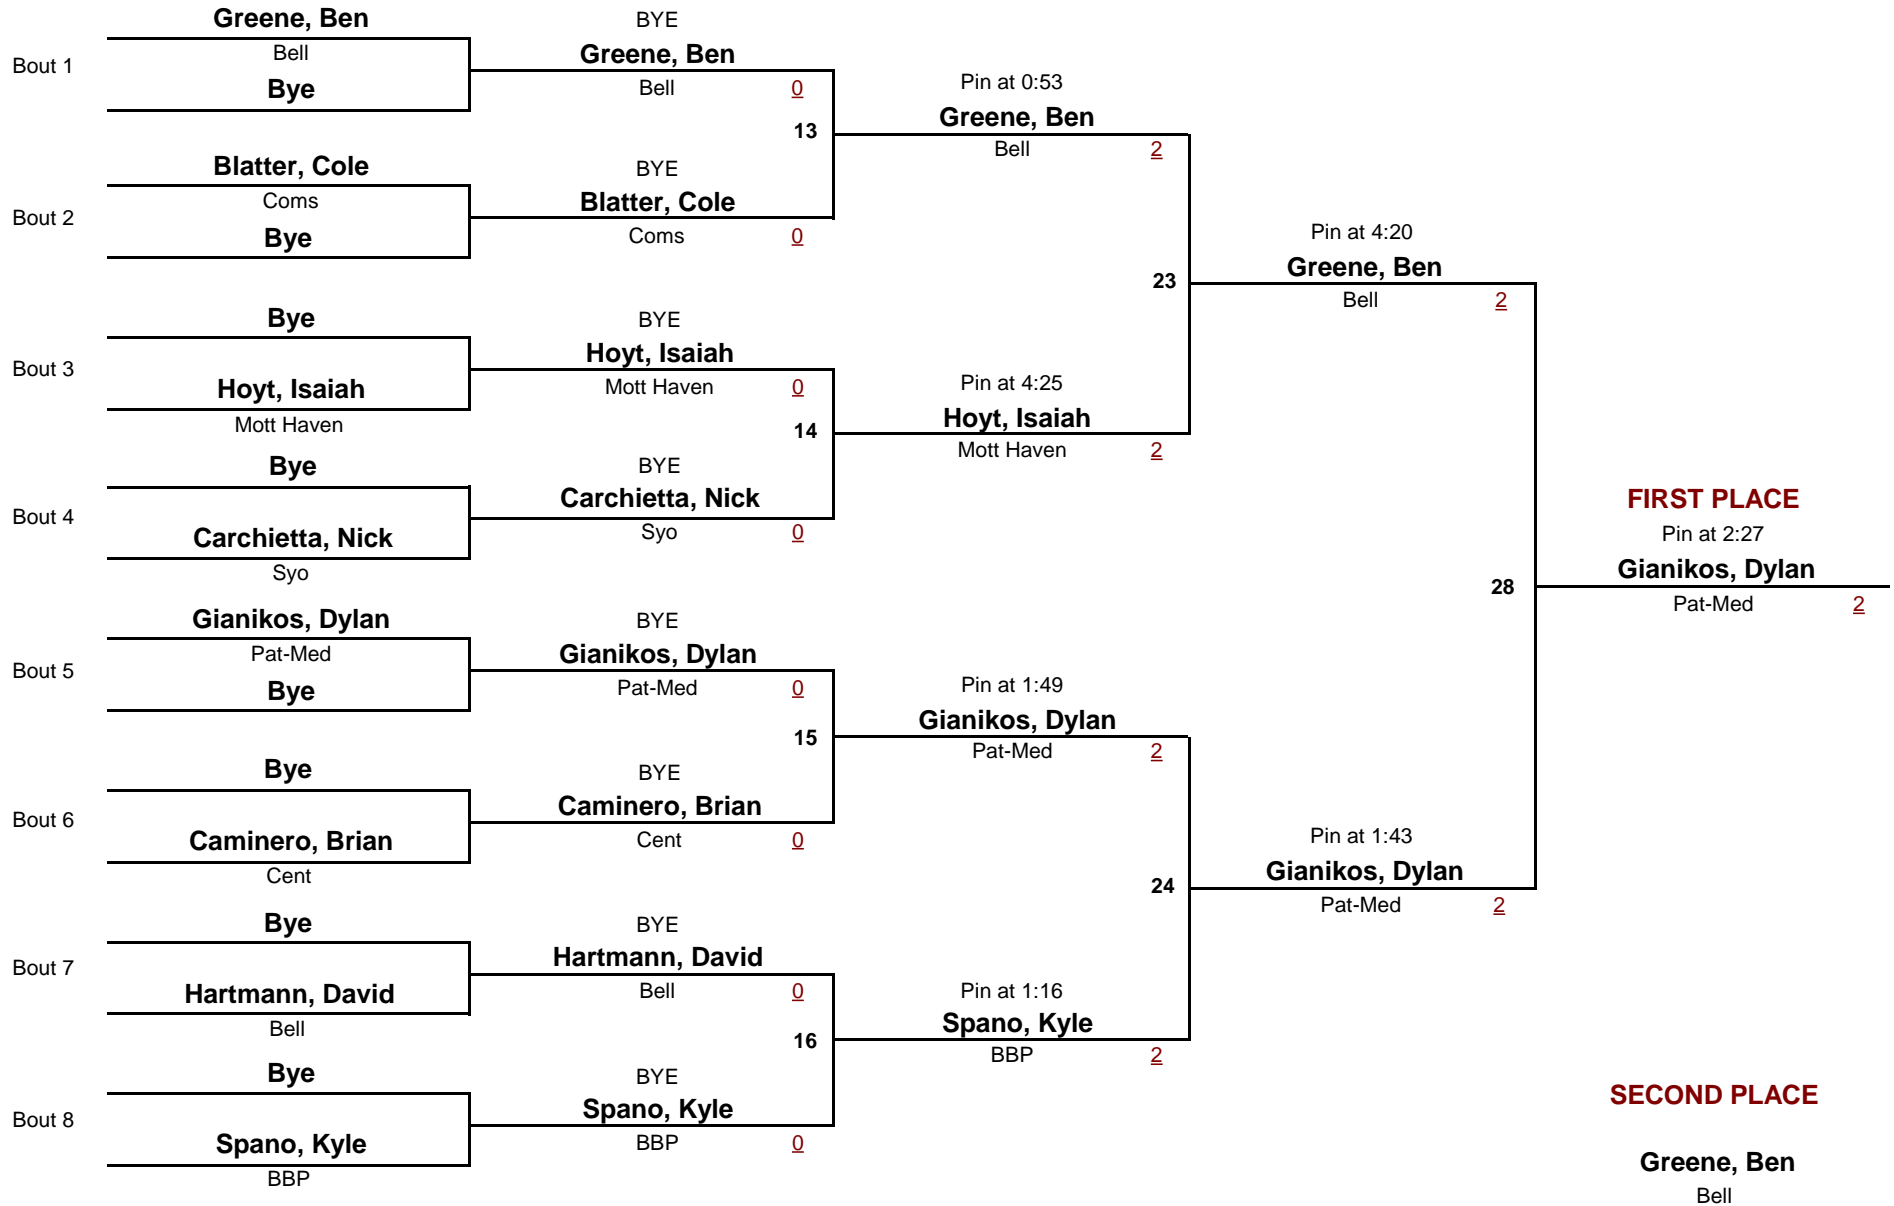 Greene, Ben
Bout 1
Bell
Bye
Blatter, Cole
Bout 2
Coms
Bye
Bye
Bout 3
Hoyt, Isaiah
Mott Haven
Bye
Bout 4
Carchietta, Nick
Syo
Gianikos, Dylan
Bout 5
Pat-Med
Bye
Bye
Bout 6
Caminero, Brian
Cent
Bye
Bout 7
Hartmann, David
Bell
Bye
Bout 8
Spano, Kyle
BBP
BYE
Greene, Ben
Bell 0
13
BYE
Blatter, Cole
Coms 0
BYE
Hoyt, Isaiah
Mott Haven 0
14
BYE
Carchietta, Nick
Syo 0
BYE
Gianikos, Dylan
Pat-Med 0
15
BYE
Caminero, Brian
Cent 0
BYE
Hartmann, David
Bell 0
16
BYE
Spano, Kyle
BBP 0
Pin at 0:53
Greene, Ben
Bell 2
23
Pin at 4:25
Hoyt, Isaiah
Mott Haven 2
Pin at 1:49
Gianikos, Dylan
Pat-Med 2
24
Pin at 1:16
Spano, Kyle
BBP 2
Pin at 4:20
Greene, Ben
Bell 2
28
Pin at 1:43
Gianikos, Dylan
Pat-Med 2
FIRST PLACE
Pin at 2:27
Gianikos, Dylan
Pat-Med 2
SECOND PLACE
Greene, Ben
Bell